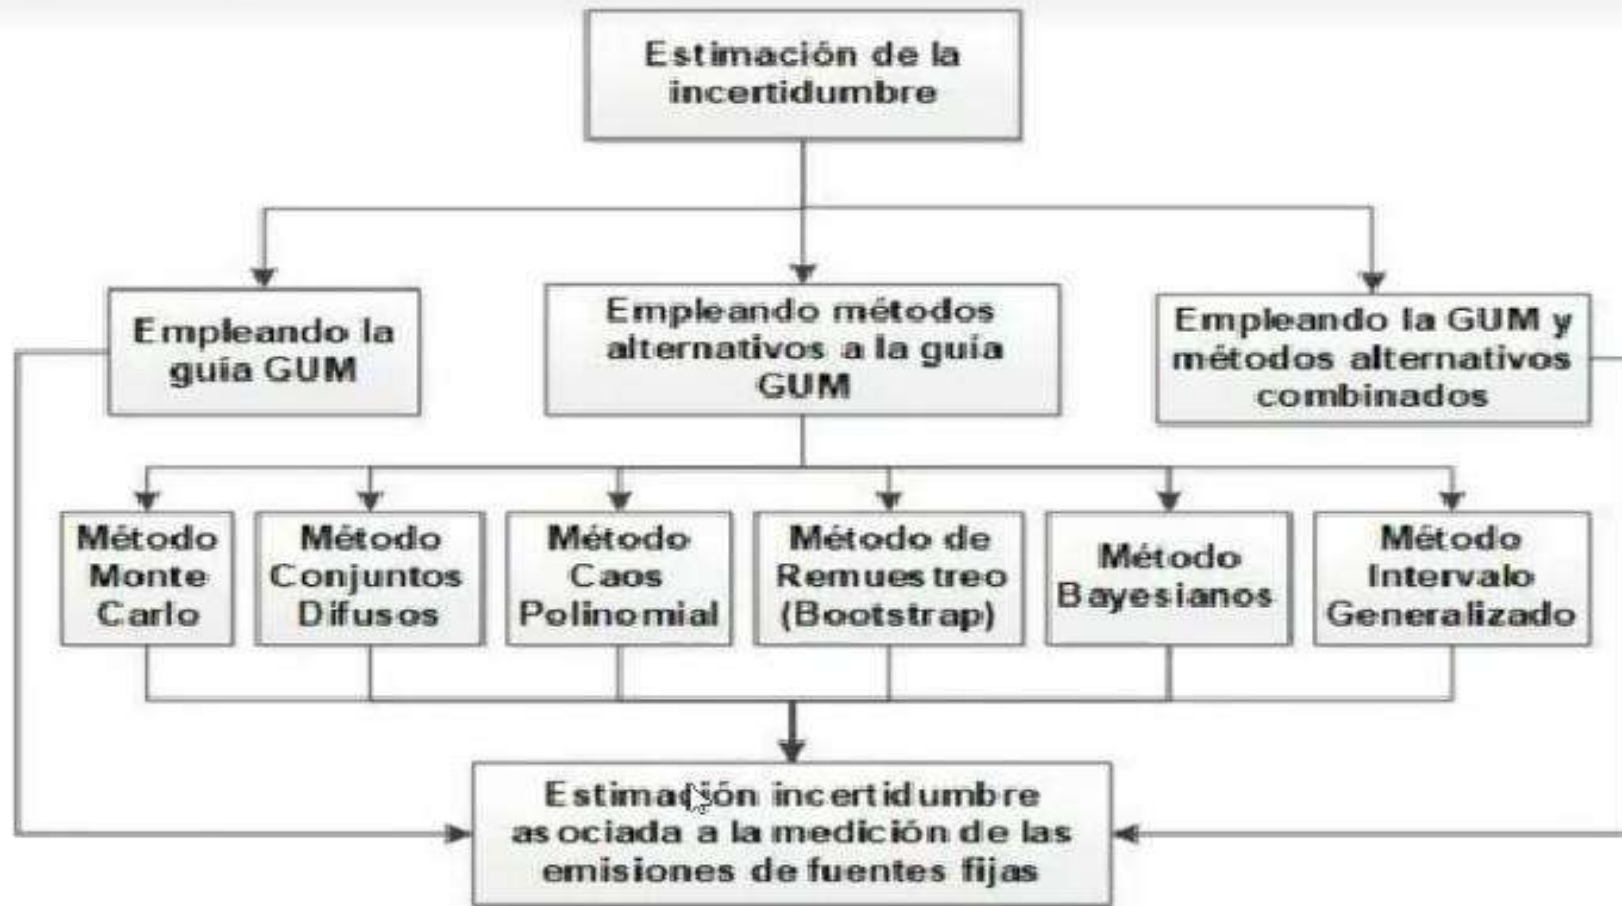 Estimación de la
incertidumbre
Empleando la
guía GUM
Empleando métodos
alternativos a la guía
GUM
Empleando la GUM y
métodos alternativos
combinados
Método
Monte
Carlo
Método
Conjuntos
Difusos
Método
Caos
Polinomial
Método de
Remuestreo
(Bootstrap)
Método
Bayesianos
Método
Intervalo
Generalizado
Estimación incertidumbre
asociada a la medición de las
emisiones de fuentes fijas